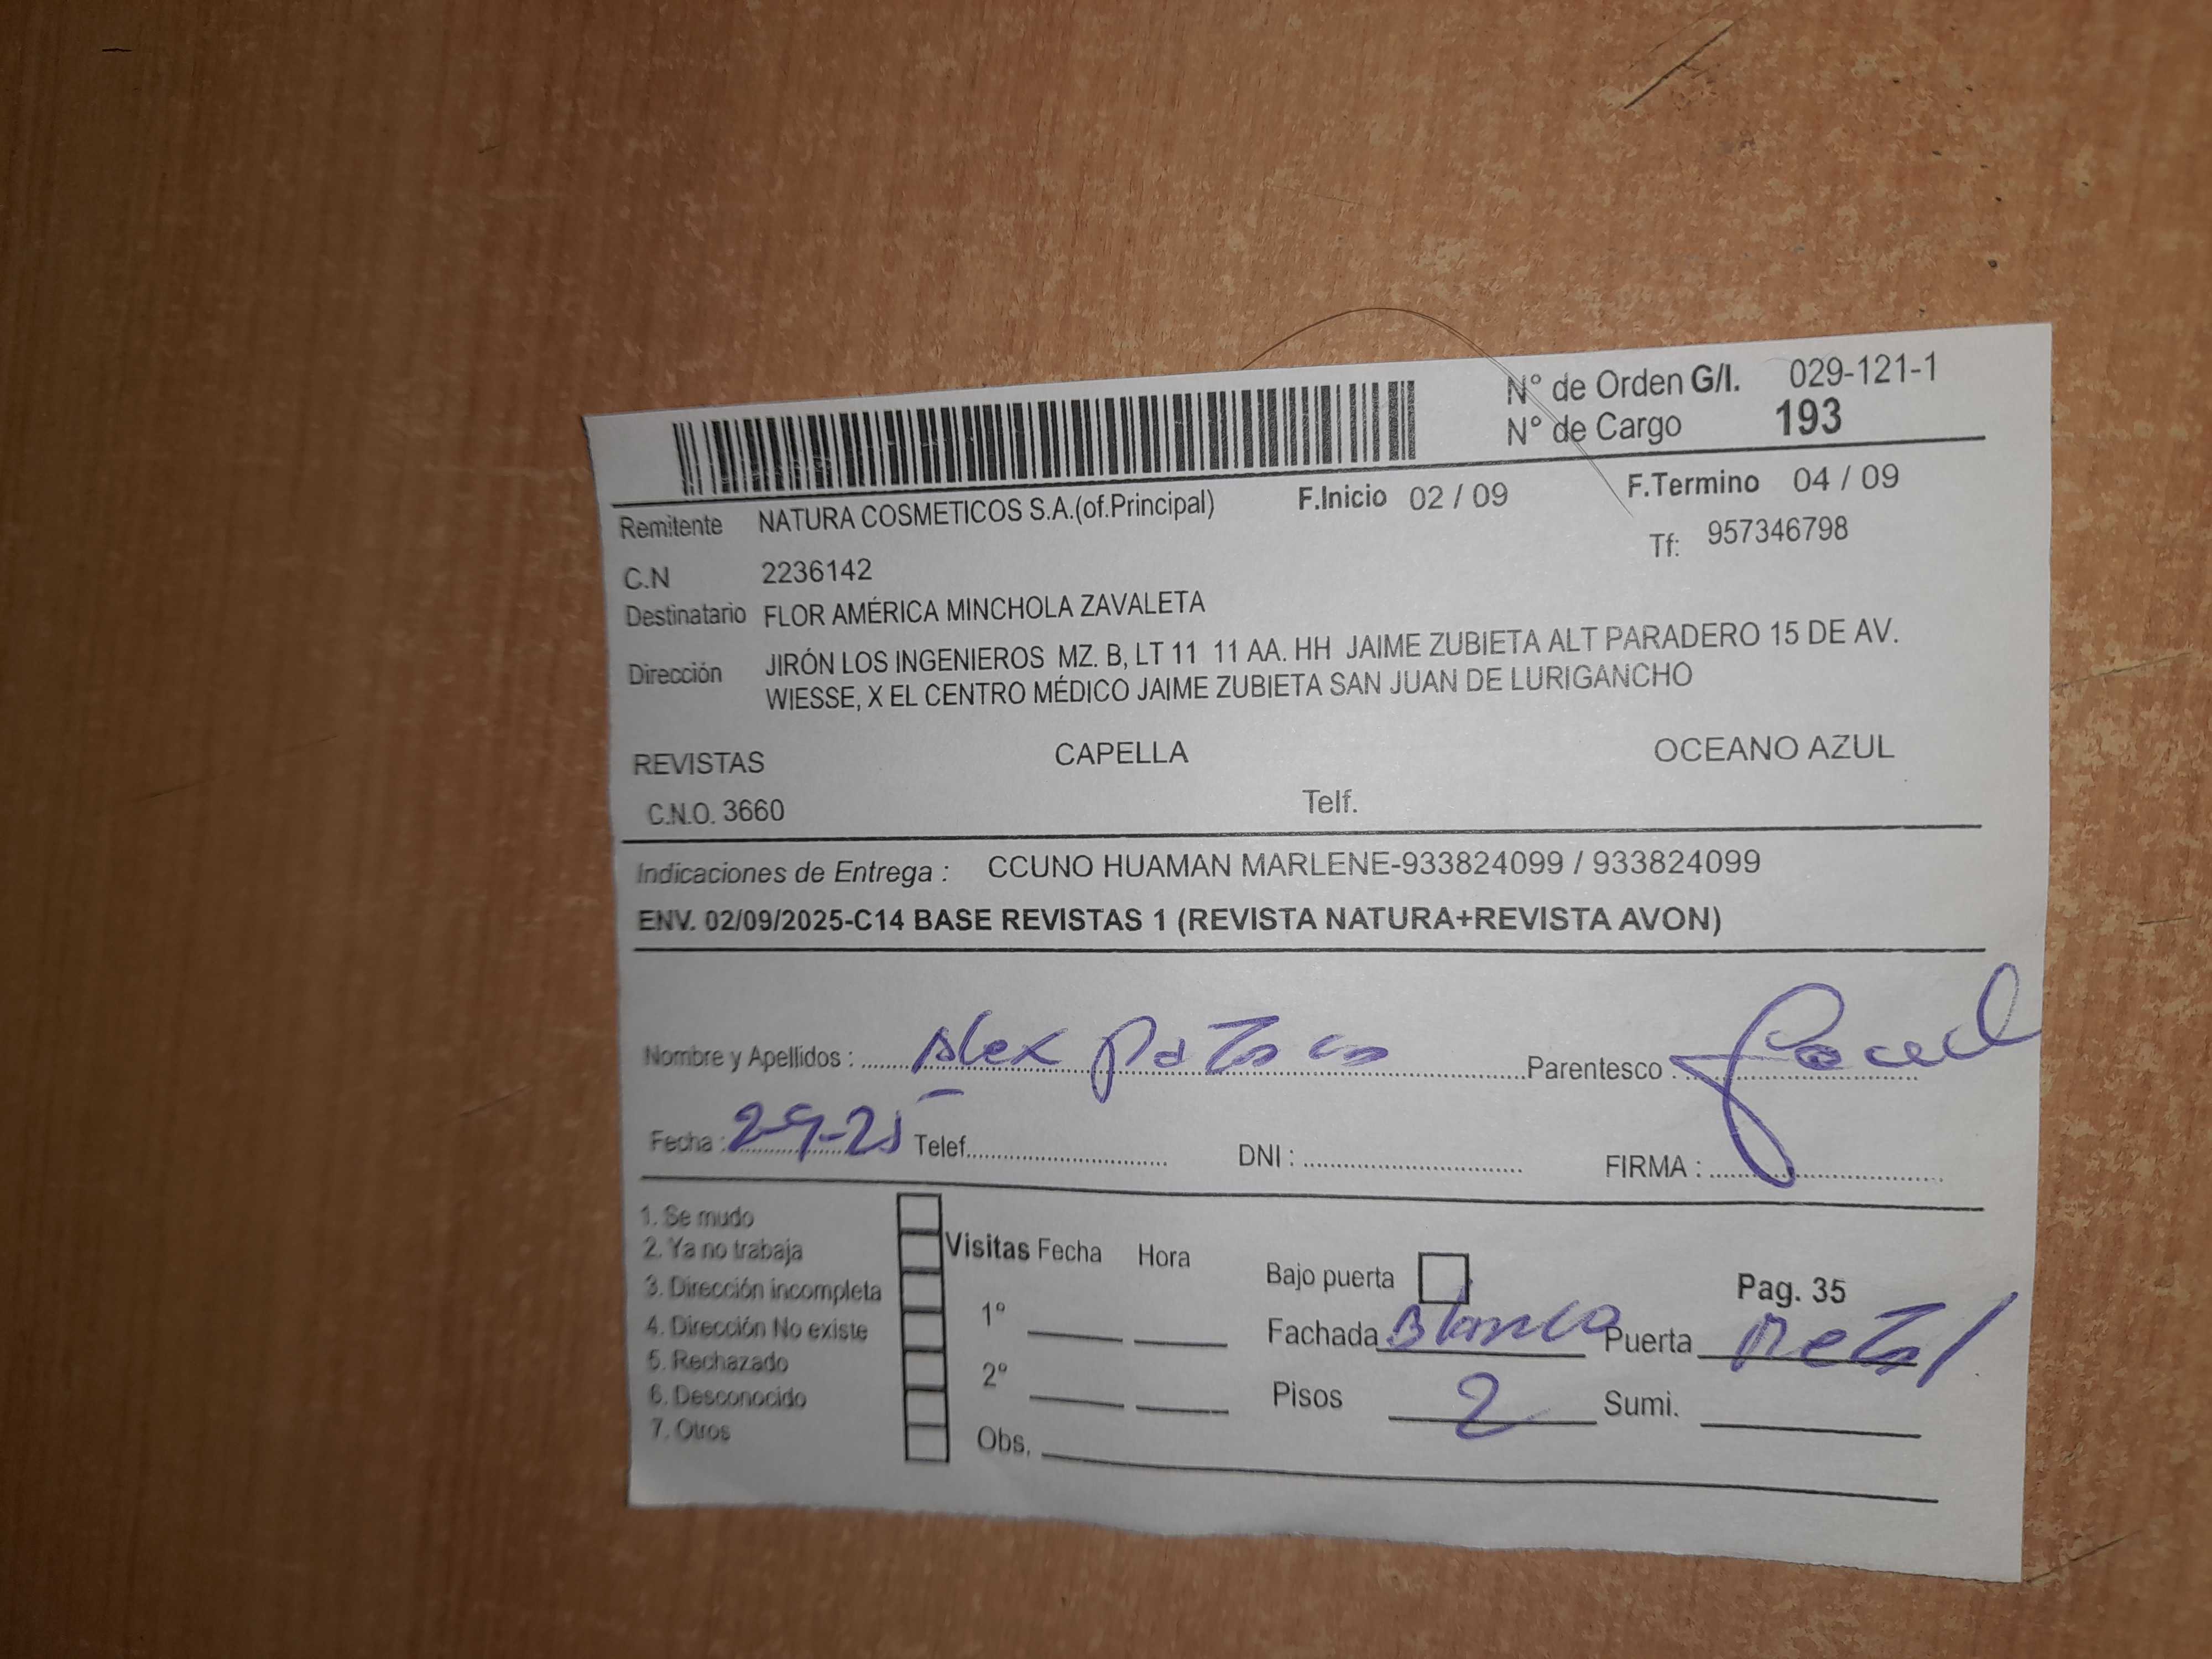 N° de Orden G/I. 029-121-1
N° de Cargo 193
Remitente NATURA COSMETICOS S.A.(of.Principal) F.Inicio 02 / 09 F.Termino 04 / 09
C.N 2236142 Tf: 957346798
Destinatario FLOR AMÉRICA MINCHOLA ZAVALETA
Dirección JIRÓN LOS INGENIEROS MZ. B, LT 11 11 AA. HH JAIME ZUBIETA ALT PARADERO 15 DE AV.
WIESSE, X EL CENTRO MÉDICO JAIME ZUBIETA SAN JUAN DE LURIGANCHO
REVISTAS CAPELLA OCEANO AZUL
C.N.O. 3660 Telf.
Indicaciones de Entrega : CCUNO HUAMAN MARLENE-933824099 / 933824099
ENV. 02/09/2025-C14 BASE REVISTAS 1 (REVISTA NATURA+REVISTA AVON)
Nombre y Apellidos : Alex Parentesco :
Fecha : 2-9-25 Telef. DNI : FIRMA :
1. Se mudo
2. Ya no trabaja Visitas Fecha Hora Bajo puerta Pag. 35
3. Dirección incompleta
4. Dirección No existe 1° Fachada Blanca Puerta Metal
5. Rechazado
6. Desconocido 2° Pisos 2 Sumi.
7. Otros Obs.